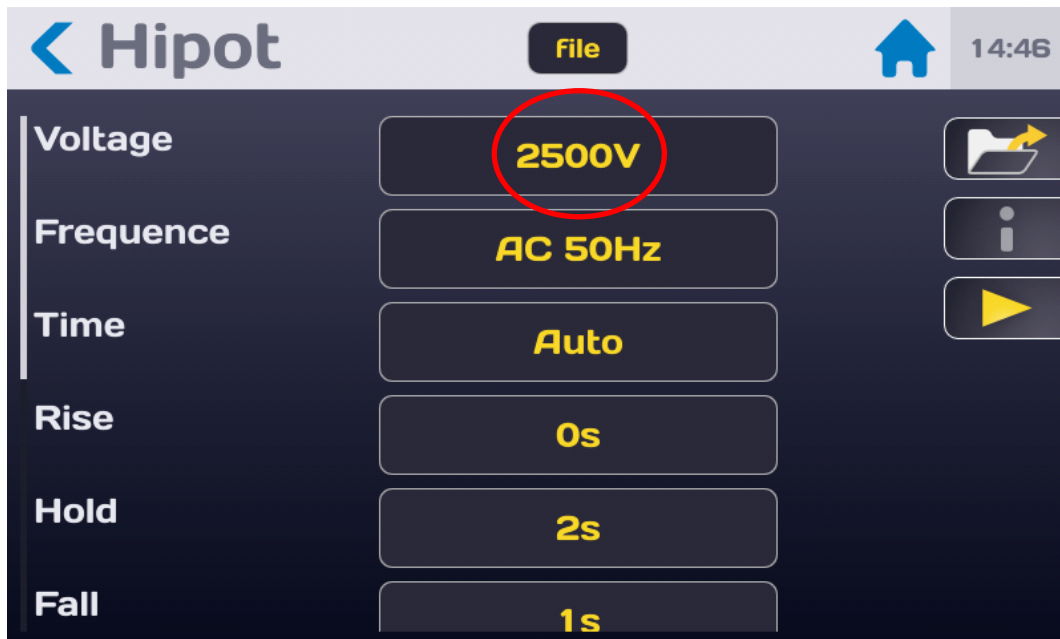 Hipot
File
14:46
Voltage
2500V
Frequence
AC 50Hz
Time
Auto
Rise
0s
Hold
2s
Fall
1s